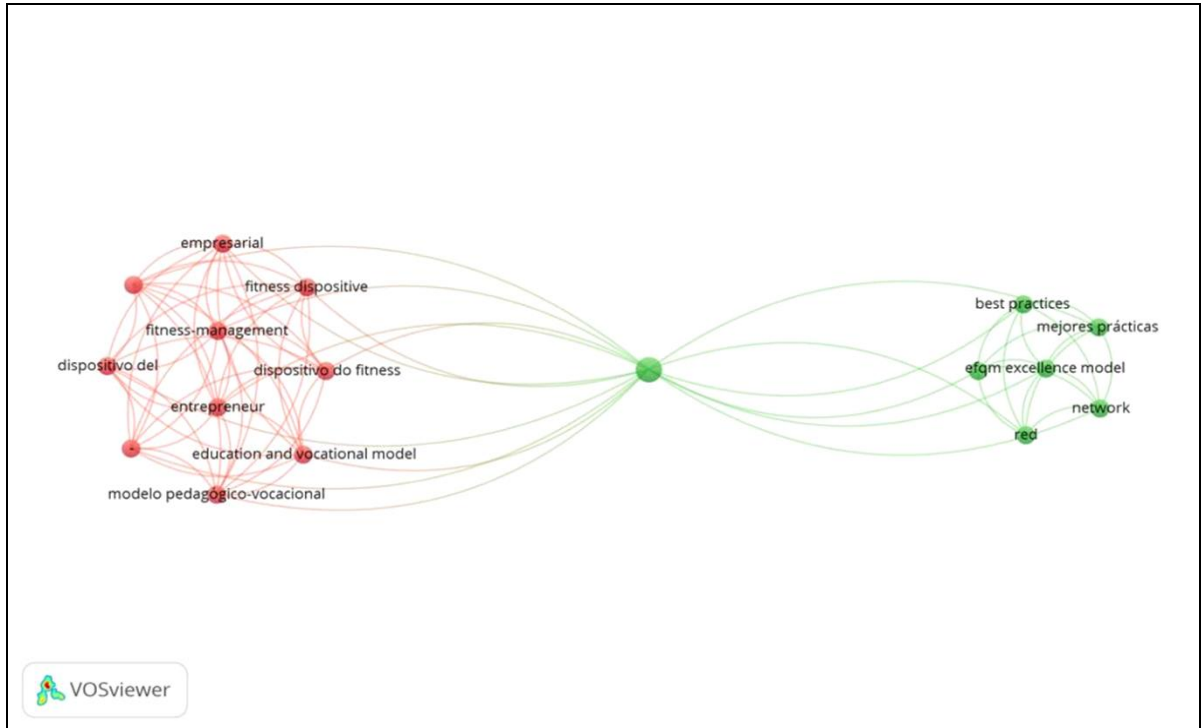 empresarial
fitness dispositive
fitness-management
dispositivo del
dispositivo do fitness
entrepreneur
education and vocational model
modelo pedagógico-vocacional
best practices
mejores prácticas
efqm excellence model
network
red
VOSviewer